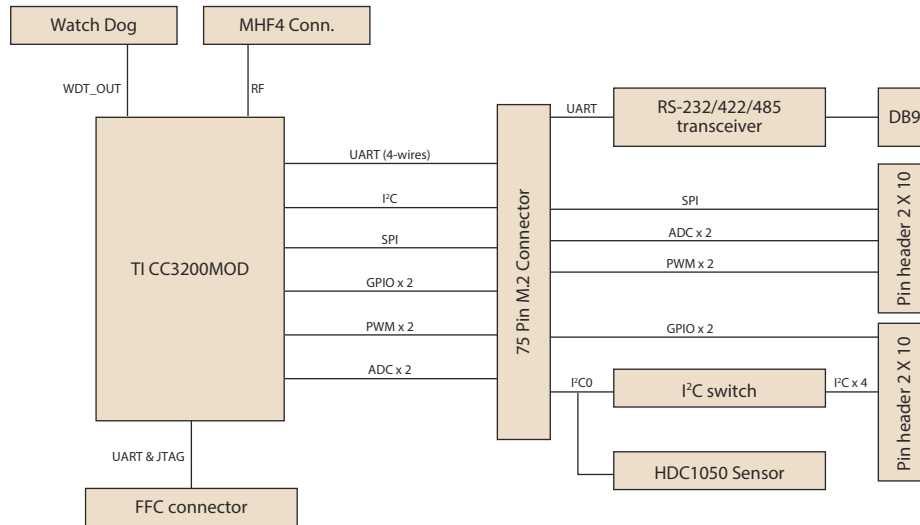 Watch Dog
MHF4 Conn.
WDT_OUT
RF
TI CC3200MOD
UART (4-wires)
I²C
SPI
GPIO x 2
PWM x 2
ADC x 2
UART & JTAG
FFC connector
75 Pin M.2 Connector
UART
RS-232/422/485
transceiver
DB9
SPI
ADC x 2
PWM x 2
Pin header 2 X 10
GPIO x 2
I²C0
I²C switch
I²C x 4
Pin header 2 X 10
HDC1050 Sensor